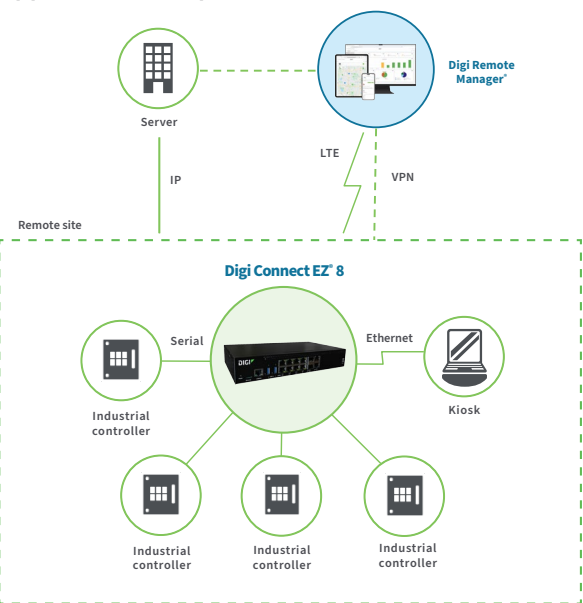 Digi Remote
Manager®
Server
LTE
IP
VPN
Remote site
Digi Connect EZ® 8
Serial
Ethernet
DIGI
Industrial
controller
Kiosk
Industrial
controller
Industrial
controller
Industrial
controller